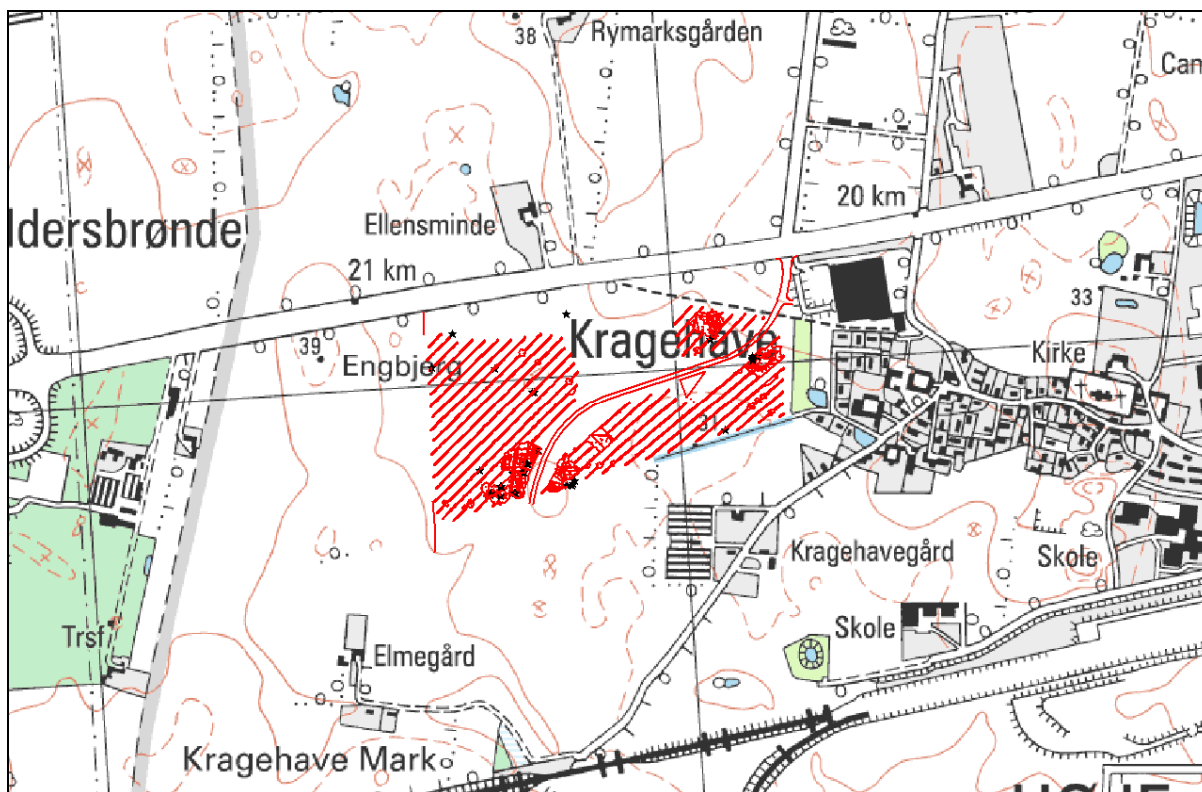 38
Rymarksgården
Can
20 km
ldersbrønde
Ellensminde
21 km
33
39
Engbjerg
Kragehave
Kirke
31
Kragehavegård
Skole
Skole
Trsf
Elmegård
Kragehave Mark